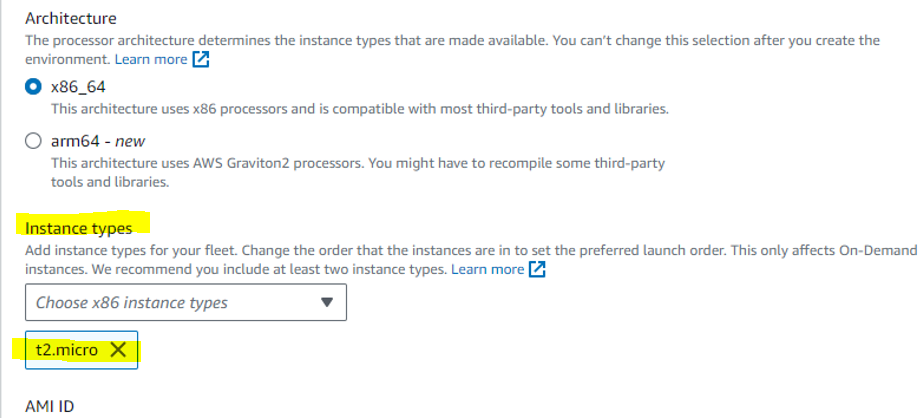 Architecture
The processor architecture determines the instance types that are made available. You can't change this selection after you create the
environment. Learn more
x86_64
This architecture uses x86 processors and is compatible with most third-party tools and libraries.
arm64 - new
This architecture uses AWS Graviton2 processors. You might have to recompile some third-party
tools and libraries.
Instance types
Add instance types for your fleet. Change the order that the instances are in to set the preferred launch order. This only affects On-Demand
instances. We recommend you include at least two instance types. Learn more
Choose x86 instance types
t2.micro
AMI ID